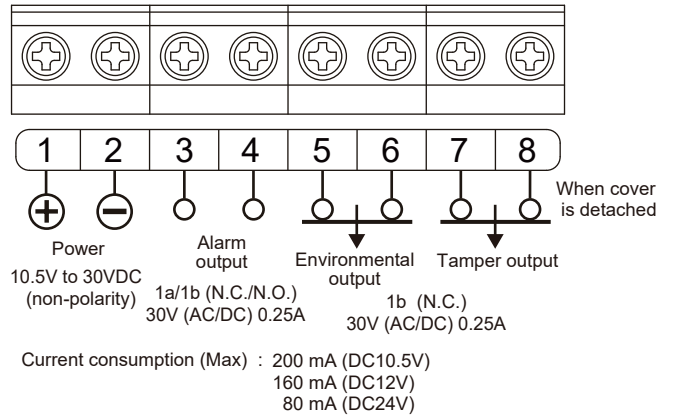 1 2 3 4 5 6 7 8
When cover
is detached
Power
10.5V to 30VDC
(non-polarity)
Alarm
output
1a/1b (N.C./N.O.)
30V (AC/DC) 0.25A
Environmental
output
Tamper output
1b (N.C.)
30V (AC/DC) 0.25A
Current consumption (Max) : 200 mA (DC10.5V)
160 mA (DC12V)
80 mA (DC24V)